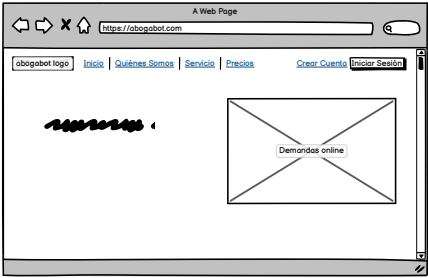 A Web Page
https://abogabot.com
abogabot logo Inicio Quiénes Somos Servicio Precios Crear Cuenta Iniciar Sesión
Demandas online